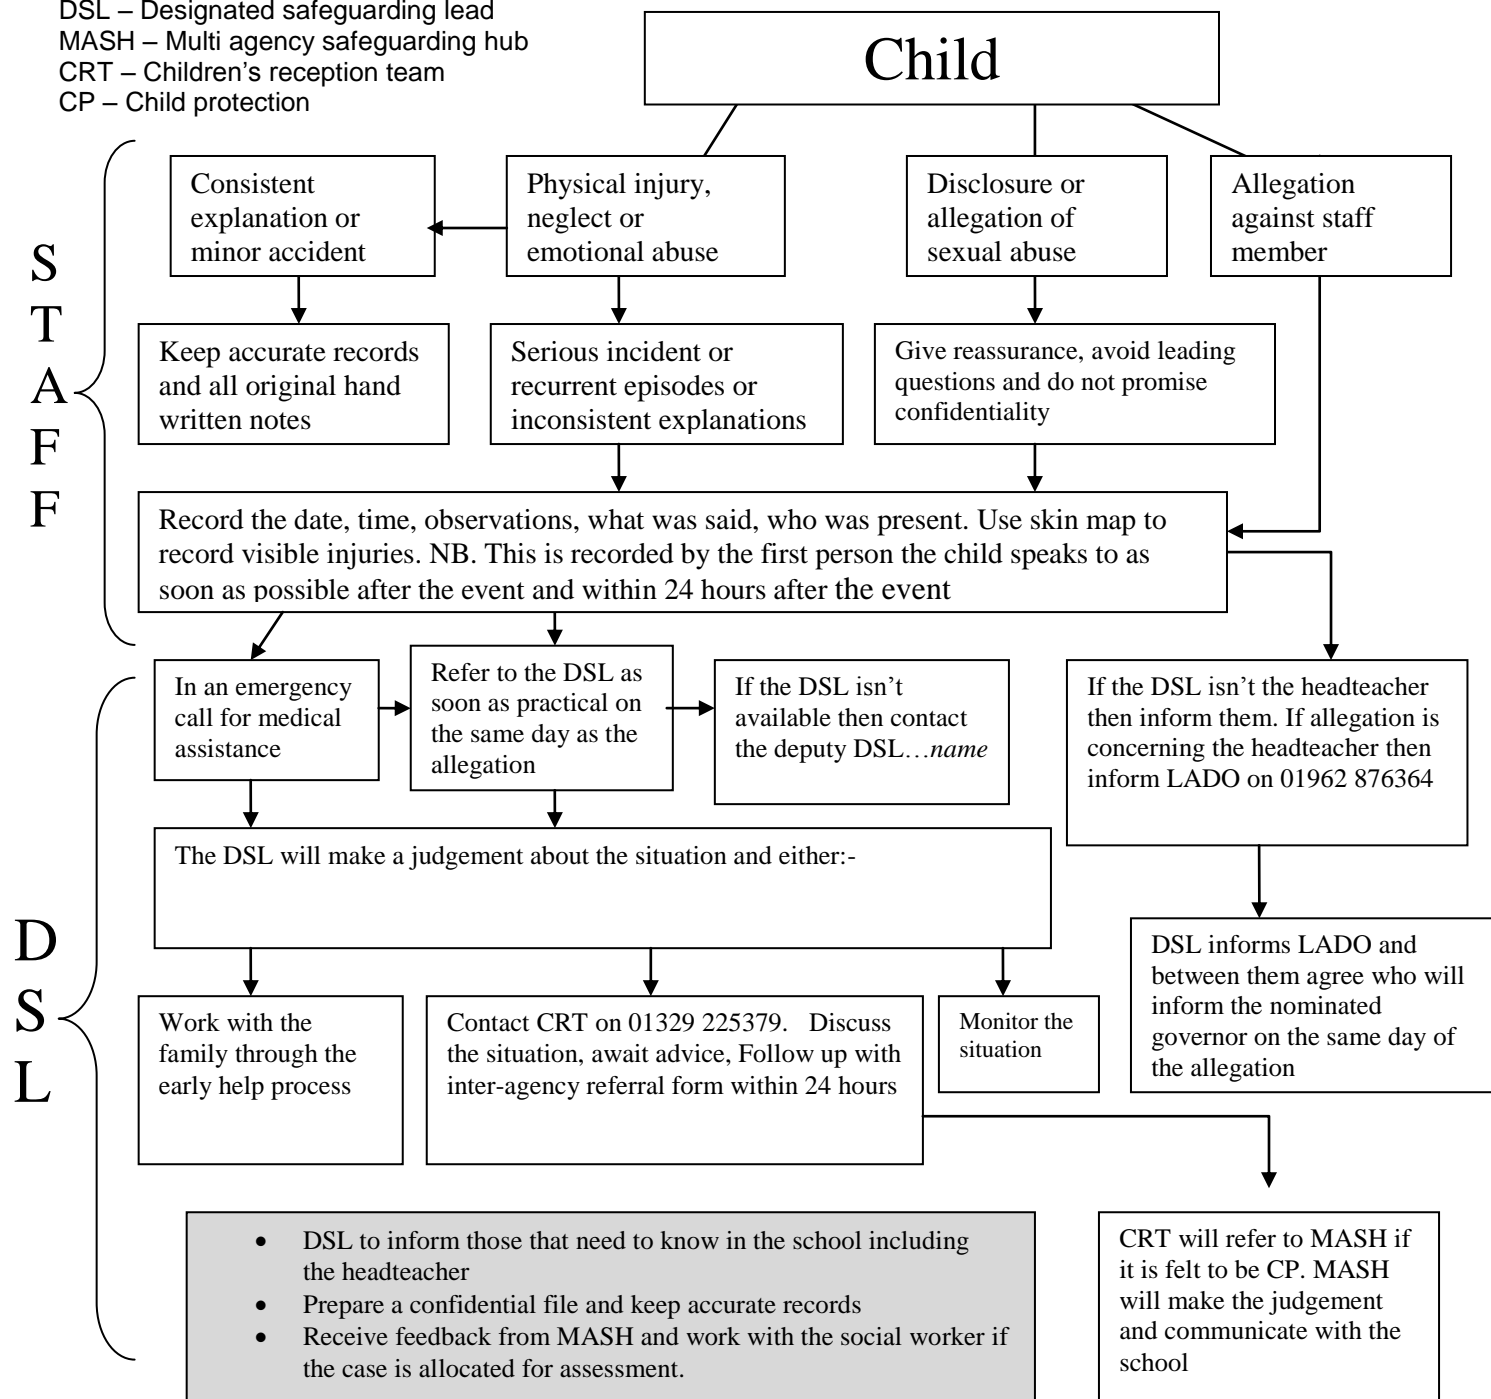 DSL – Designated safeguarding lead
MASH – Multi agency safeguarding hub
CRT – Children's reception team
CP – Child protection
Child
Consistent
explanation or
minor accident
Physical injury,
neglect or
emotional abuse
Disclosure or
allegation of
sexual abuse
Allegation
against staff
member
S
T
A
F
F
Keep accurate records
and all original hand
written notes
Serious incident or
recurrent episodes or
inconsistent explanations
Give reassurance, avoid leading
questions and do not promise
confidentiality
Record the date, time, observations, what was said, who was present. Use skin map to
record visible injuries. NB. This is recorded by the first person the child speaks to as
soon as possible after the event and within 24 hours after the event
In an emergency
call for medical
assistance
Refer to the DSL as
soon as practical on
the same day as the
allegation
If the DSL isn't
available then contact
the deputy DSL…name
If the DSL isn't the headteacher
then inform them. If allegation is
concerning the headteacher then
inform LADO on 01962 876364
The DSL will make a judgement about the situation and either:-
D
S
L
DSL informs LADO and
between them agree who will
inform the nominated
governor on the same day of
the allegation
Work with the
family through the
early help process
Contact CRT on 01329 225379.   Discuss
the situation, await advice, Follow up with
inter-agency referral form within 24 hours
Monitor the
situation
• DSL to inform those that need to know in the school including
the headteacher
• Prepare a confidential file and keep accurate records
• Receive feedback from MASH and work with the social worker if
the case is allocated for assessment.
CRT will refer to MASH if
it is felt to be CP. MASH
will make the judgement
and communicate with the
school